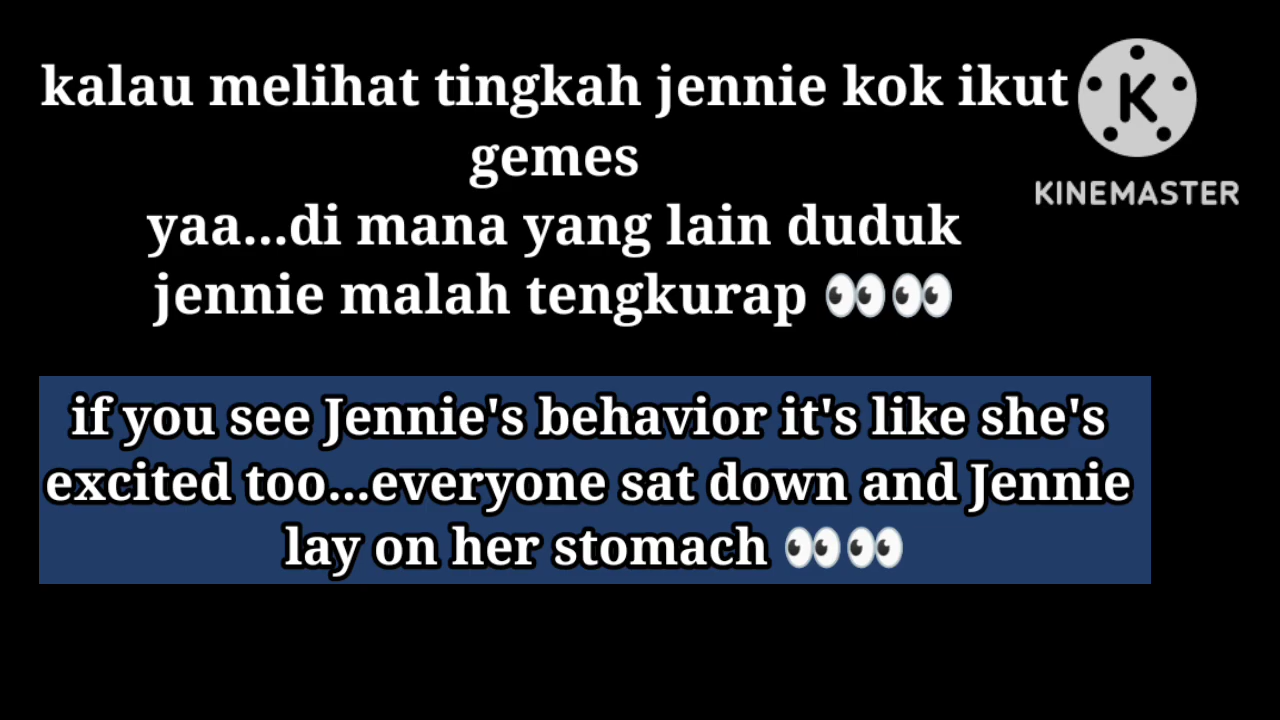 kalau melihat tingkah jennie kok ikut
gemes
yaa...di mana yang lain duduk
jennie malah tengkurap 👀👀
K
KINEMASTER
if you see Jennie's behavior it's like she's
excited too...everyone sat down and Jennie
lay on her stomach 👀👀